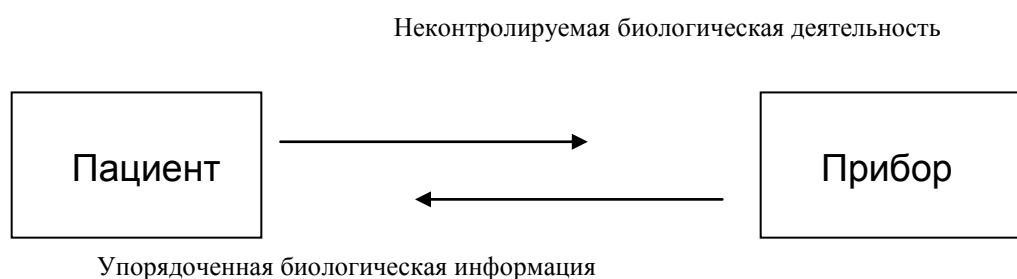 Неконтролируемая биологическая деятельность
Пациент
Прибор
Упорядоченная биологическая информация